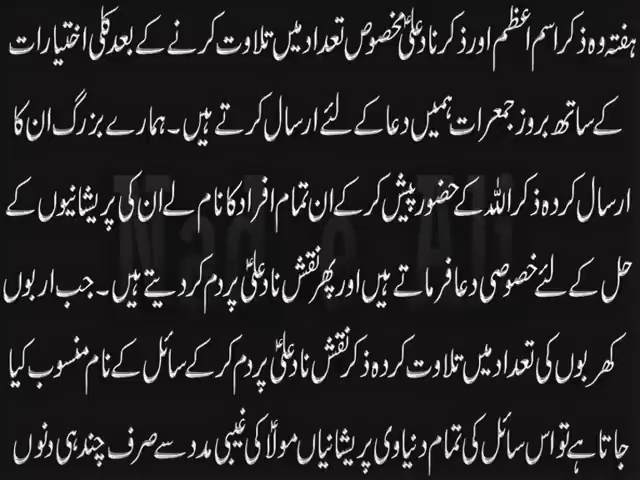 ہفتہ وہ ذکر اسم اعظم اور ذکر نادعلیؑ مخصوص تعداد میں تلاوت کرنے کے بعد کلی اختیارات
کے ساتھ بروز جمعرات ہمیں دعا کے لئے ارسال کرتے ہیں۔ ہمارے بزرگ ان کا
ارسال کردہ ذکر اللہ کے حضور پیش کر کے ان تمام افراد کا نام لے ان کی پریشانیوں کے
حل کے لئے خصوصی دعا فرماتے ہیں اور پھر نقش نادعلیؑ پر دم کر دیتے ہیں۔ جب اربوں
کھربوں کی تعداد میں تلاوت کردہ ذکر نقش نادعلیؑ پر دم کر کے سائل کے نام منسوب کیا
جاتا ہے تو اس سائل کی تمام دنیاوی پریشانیاں مولاؑ کی غیبی مدد سے صرف چند ہی دنوں